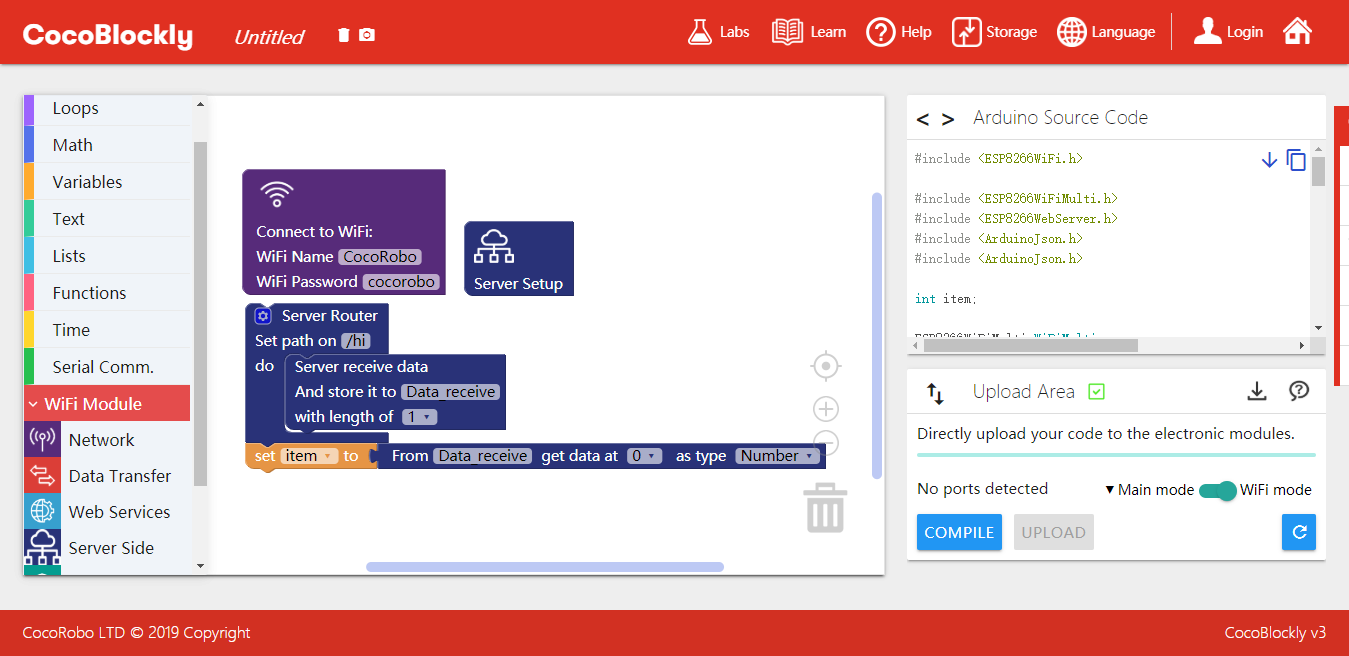 CocoBlockly
Untitled
Labs
Learn
Help
Storage
Language
Login
Loops
Math
Variables
Text
Lists
Functions
Time
Serial Comm.
WiFi Module
Network
Data Transfer
Web Services
Server Side
Connect to WiFi:
WiFi Name CocoRobo
WiFi Password cocorobo
Server Setup
Server Router
Set path on /hi
do
Server receive data
And store it to Data_receive
with length of 1
set item to From Data_receive get data at 0 as type Number
< > Arduino Source Code
#include <ESP8266WiFi.h>
#include <ESP8266WiFiMulti.h>
#include <ESP8266WebServer.h>
#include <ArduinoJson.h>
#include <ArduinoJson.h>
int item;
Upload Area
Directly upload your code to the electronic modules.
No ports detected
Main mode
WiFi mode
COMPILE
UPLOAD
CocoRobo LTD © 2019 Copyright
CocoBlockly v3